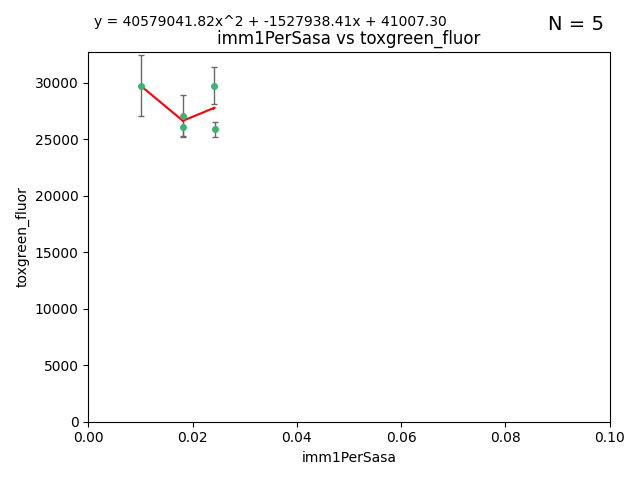 y = 40579041.82x^2 + -1527938.41x + 41007.30
N = 5
imm1PerSasa vs toxgreen_fluor
30000
25000
20000
15000
10000
5000
0
toxgreen_fluor
0.00 0.02 0.04 0.06 0.08 0.10
imm1PerSasa